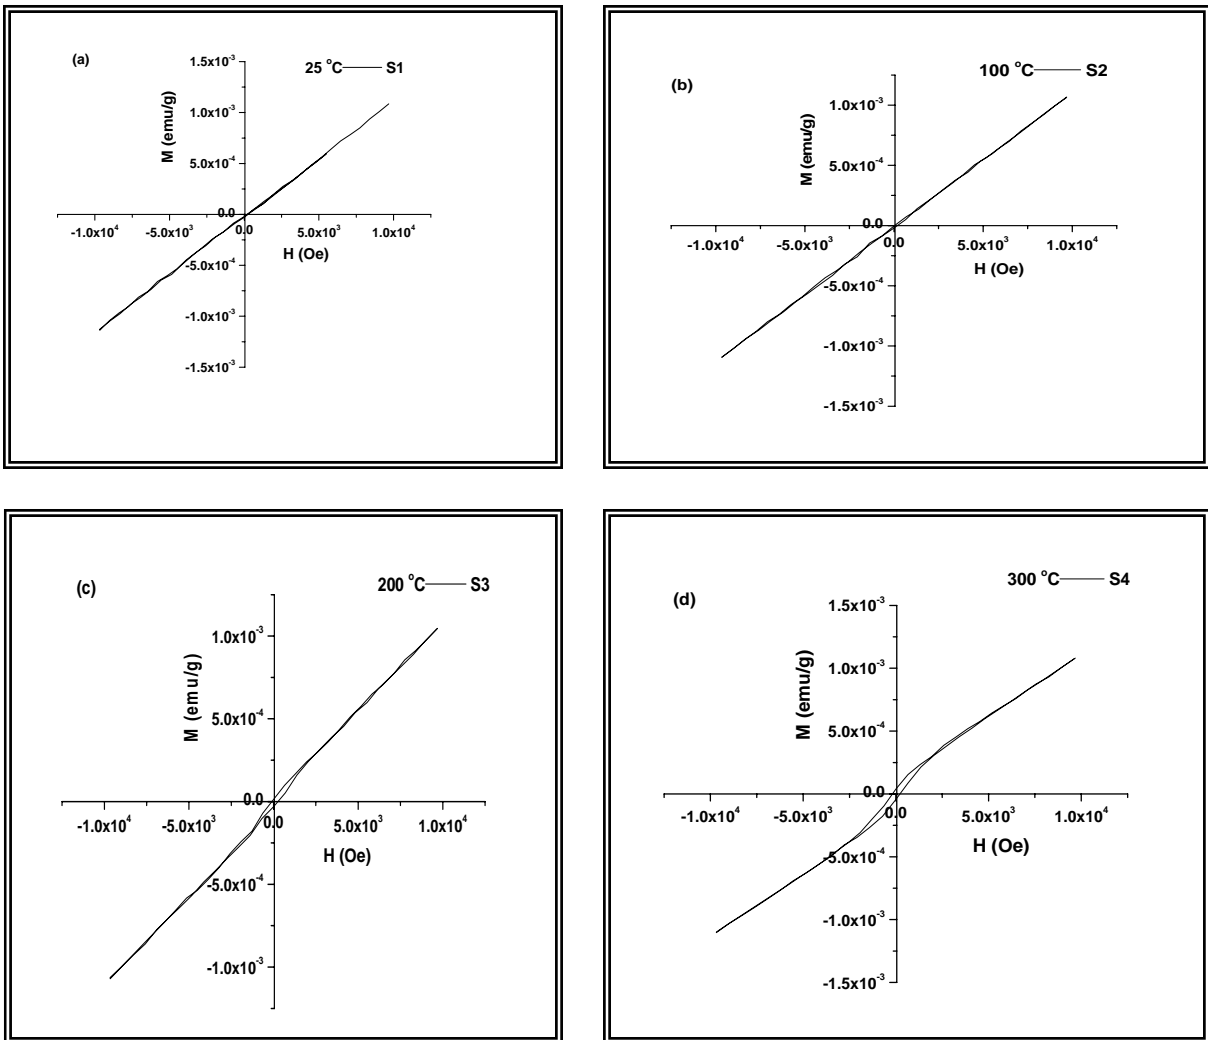 (a)
25 °C—— S1
M (emu/g)
1.5x10⁻³
1.0x10⁻³
5.0x10⁻⁴
0.0
-1.0x10⁴ -5.0x10³ 0.0 5.0x10³ 1.0x10⁴
H (Oe)
-5.0x10⁻⁴
-1.0x10⁻³
-1.5x10⁻³
(b)
100 °C—— S2
M (emu/g)
1.0x10⁻³
5.0x10⁻⁴
0.0
-1.0x10⁴ -5.0x10³ 0.0 5.0x10³ 1.0x10⁴
H (Oe)
-5.0x10⁻⁴
-1.0x10⁻³
-1.5x10⁻³
(c)
200 °C—— S3
M (emu/g)
1.0x10⁻³
5.0x10⁻⁴
0.0
-1.0x10⁴ -5.0x10³ 0.0 5.0x10³ 1.0x10⁴
H (Oe)
-5.0x10⁻⁴
-1.0x10⁻³
(d)
300 °C—— S4
M (emu/g)
1.5x10⁻³
1.0x10⁻³
5.0x10⁻⁴
0.0
-1.0x10⁴ -5.0x10³ 0.0 5.0x10³ 1.0x10⁴
H (Oe)
-5.0x10⁻⁴
-1.0x10⁻³
-1.5x10⁻³